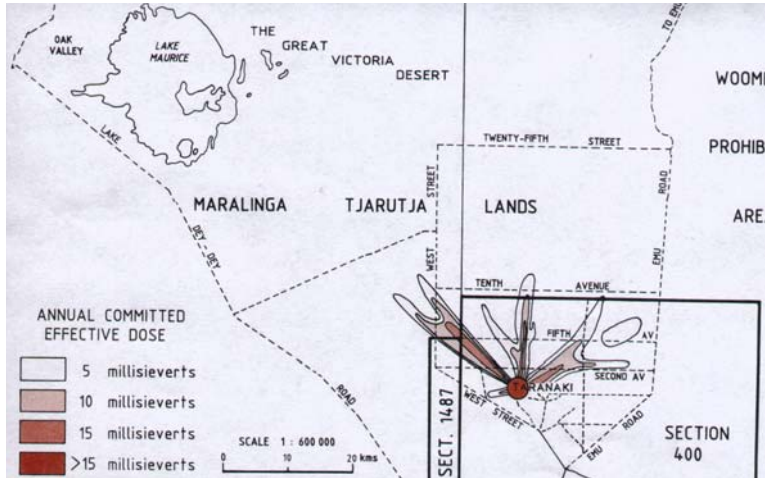 OAK
VALLEY
LAKE
MAURICE
THE
GREAT
VICTORIA
DESERT
TO EMU
WOOM
PROHIB
AREA
TWENTY-FIFTH STREET
LAKE
DEY DEY
ROAD
MARALINGA TJARUTJA LANDS
WEST STREET
EMU ROAD
TENTH AVENUE
FIFTH AV
SECOND AV
TARANAKI
WEST STREET
EMU ROAD
SECT. 1487
SECTION
400
ANNUAL COMMITTED
EFFECTIVE DOSE
5 millisieverts
10 millisieverts
15 millisieverts
>15 millisieverts
SCALE 1 : 600 000
0 10 20 kms